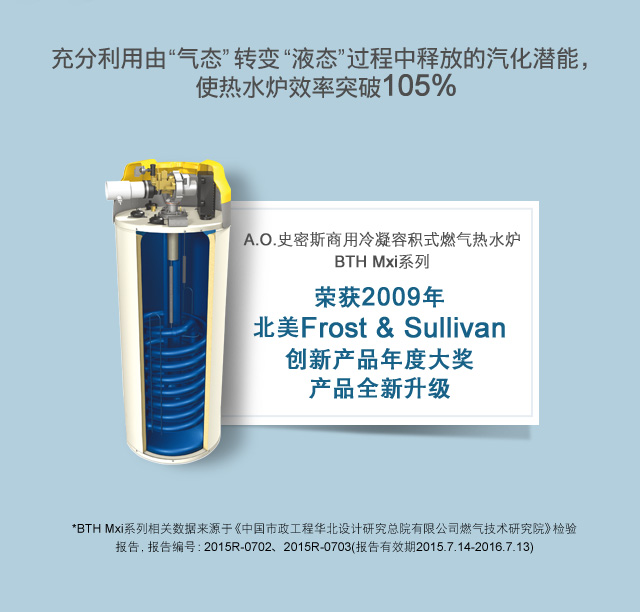 充分利用由“气态”转变“液态”过程中释放的汽化潜能，
使热水炉效率突破105%
A.O.史密斯商用冷凝容积式燃气热水炉
BTH Mxi系列
荣获2009年
北美Frost & Sullivan
创新产品年度大奖
产品全新升级
*BTH Mxi系列相关数据来源于《中国市政工程华北设计研究总院有限公司燃气技术研究院》检验
报告，报告编号：2015R-0702、2015R-0703(报告有效期2015.7.14-2016.7.13)